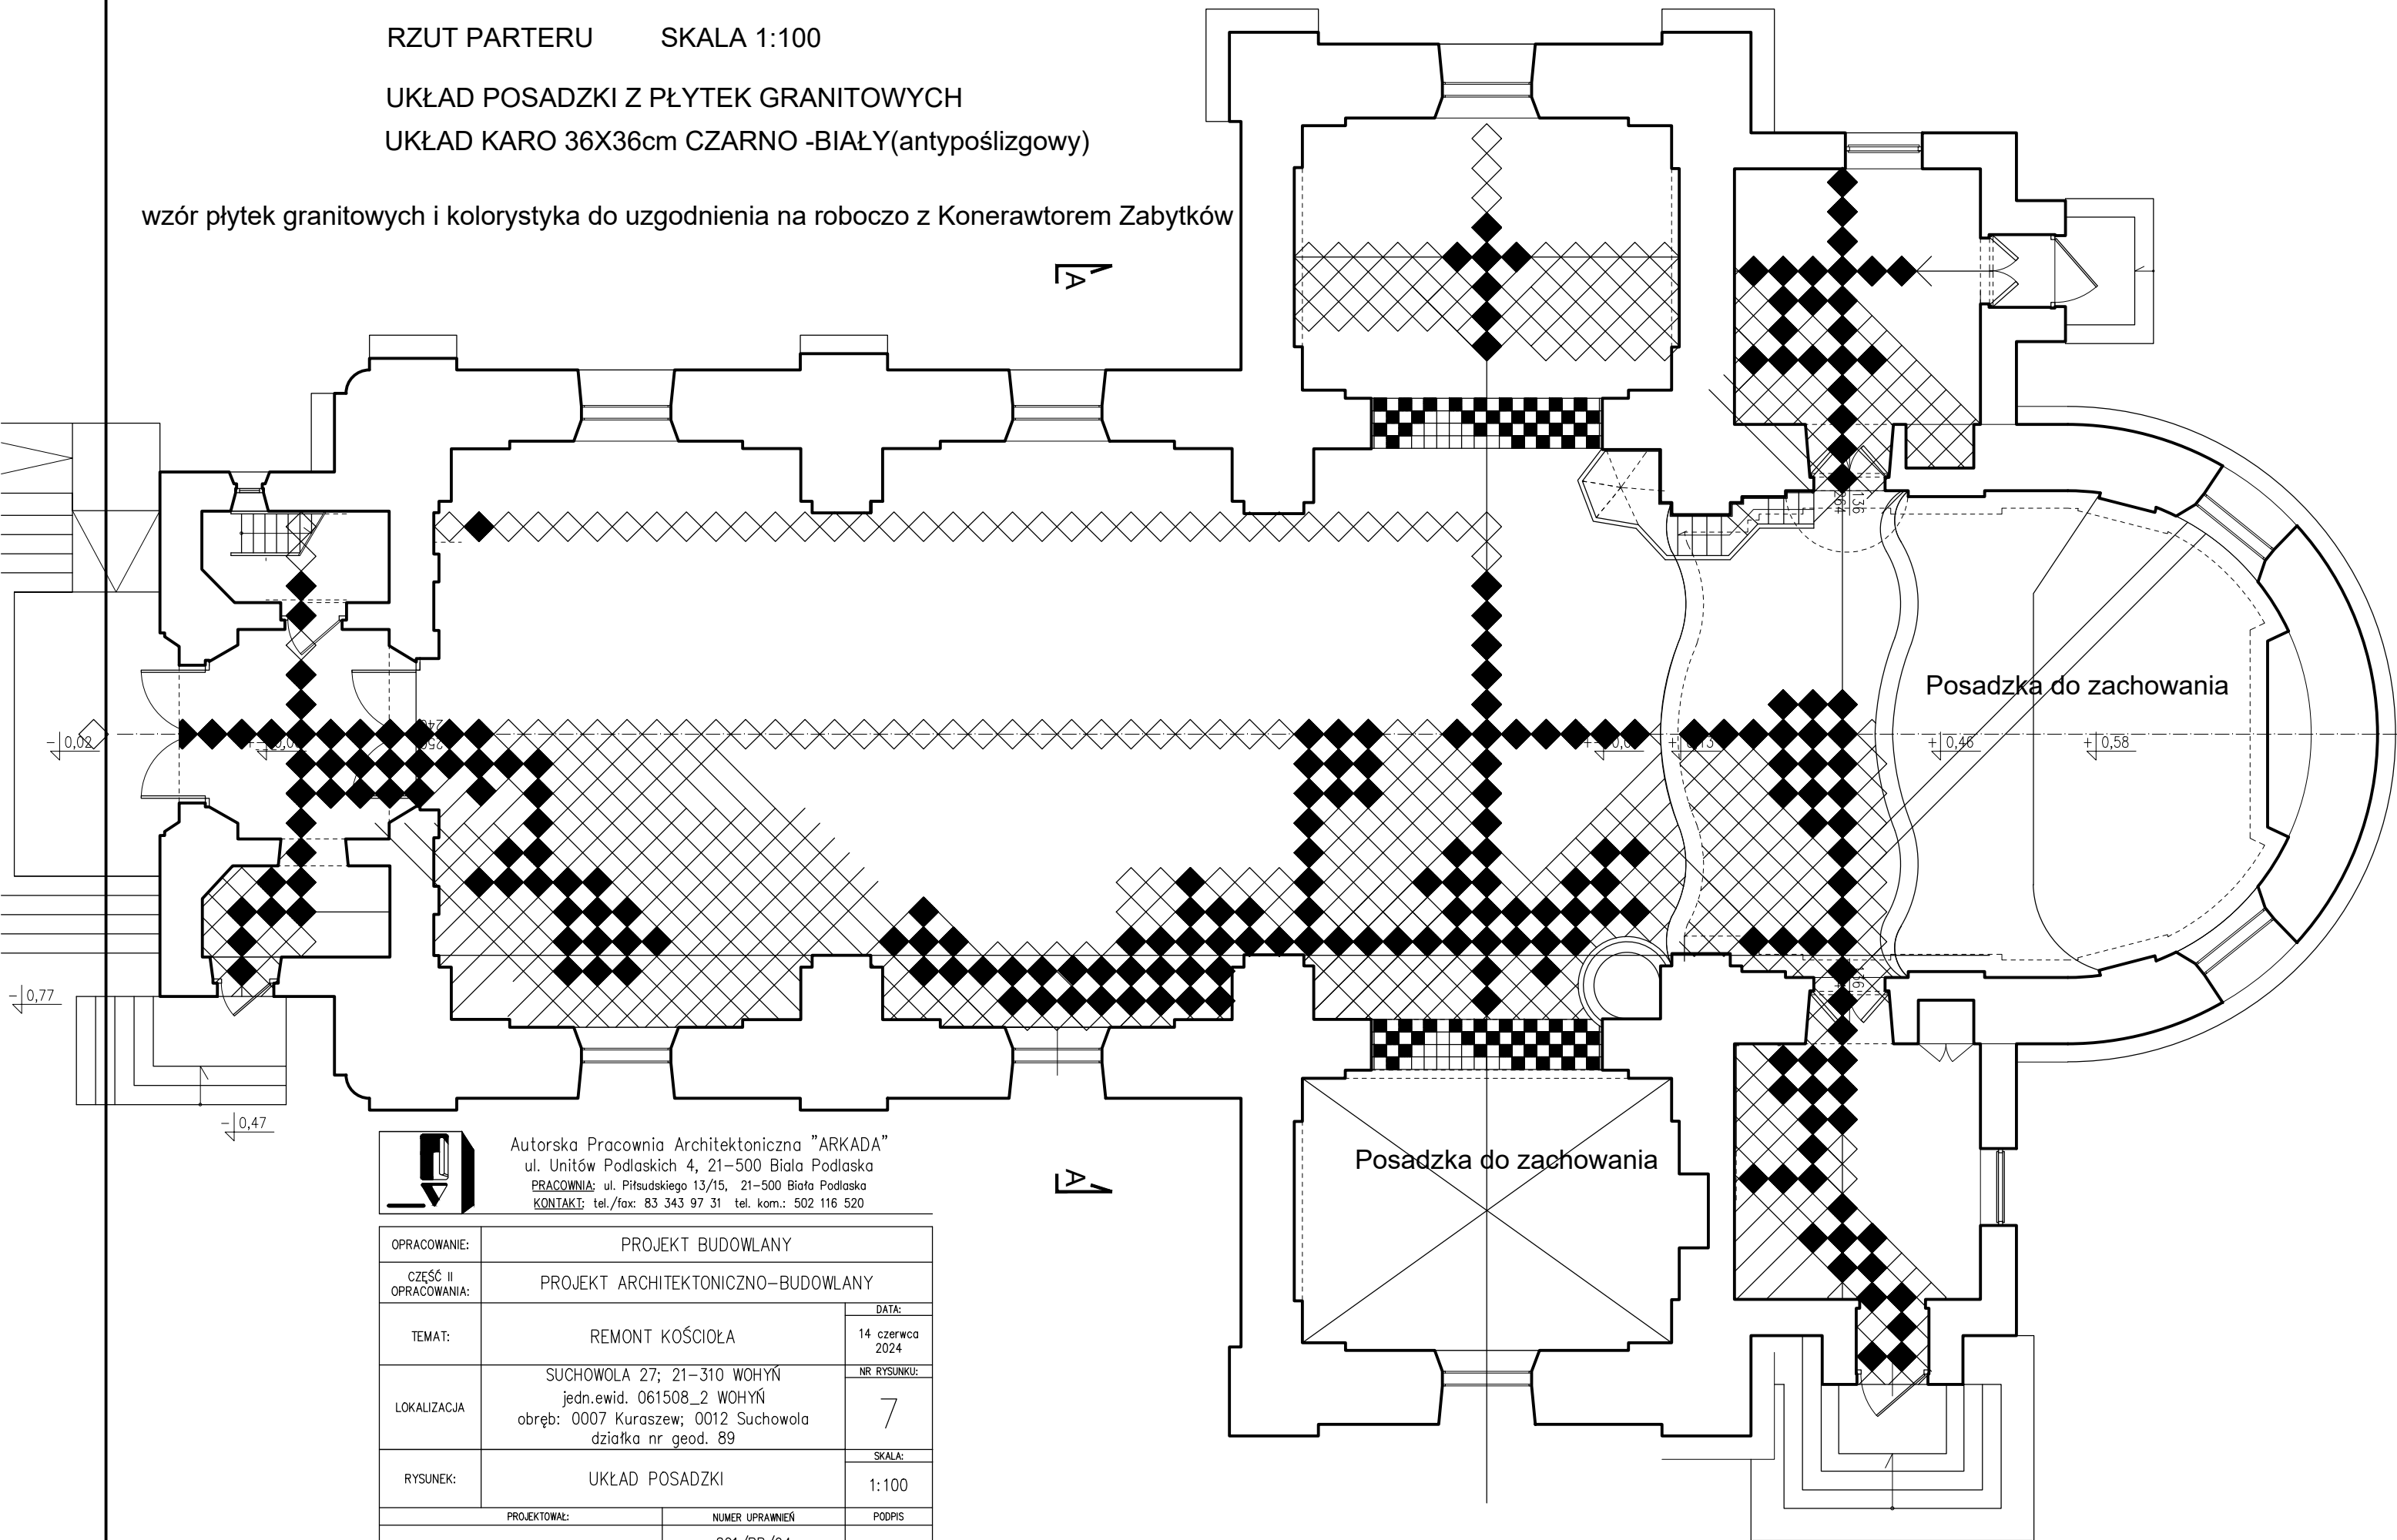 RZUT PARTERU SKALA 1:100
UKŁAD POSADZKI Z PŁYTEK GRANITOWYCH
UKŁAD KARO 36X36cm CZARNO -BIAŁY(antypoślizgowy)
wzór płytek granitowych i kolorystyka do uzgodnienia na roboczo z Konerawtorem Zabytków
A
136
264
Posadzka do zachowania
- 0,02
+ 0,46
+ 0,58
- 0,77
- 0,47
Posadzka do zachowania
A
Autorska Pracownia Architektoniczna "ARKADA"
ul. Unitów Podlaskich 4, 21-500 Biala Podlaska
PRACOWNIA: ul. Piłsudskiego 13/15, 21-500 Biała Podlaska
KONTAKT: tel./fax: 83 343 97 31 tel. kom.: 502 116 520
OPRACOWANIE: PROJEKT BUDOWLANY
CZĘŚĆ II
OPRACOWANIA: PROJEKT ARCHITEKTONICZNO-BUDOWLANY
TEMAT: REMONT KOŚCIOŁA
DATA:
14 czerwca
2024
LOKALIZACJA
SUCHOWOLA 27; 21-310 WOHYŃ
jedn.ewid. 061508_2 WOHYŃ
obręb: 0007 Kuraszew; 0012 Suchowola
działka nr geod. 89
NR RYSUNKU:
7
RYSUNEK: UKŁAD POSADZKI
SKALA:
1:100
PROJEKTOWAŁ: NUMER UPRAWNIEŃ PODPIS